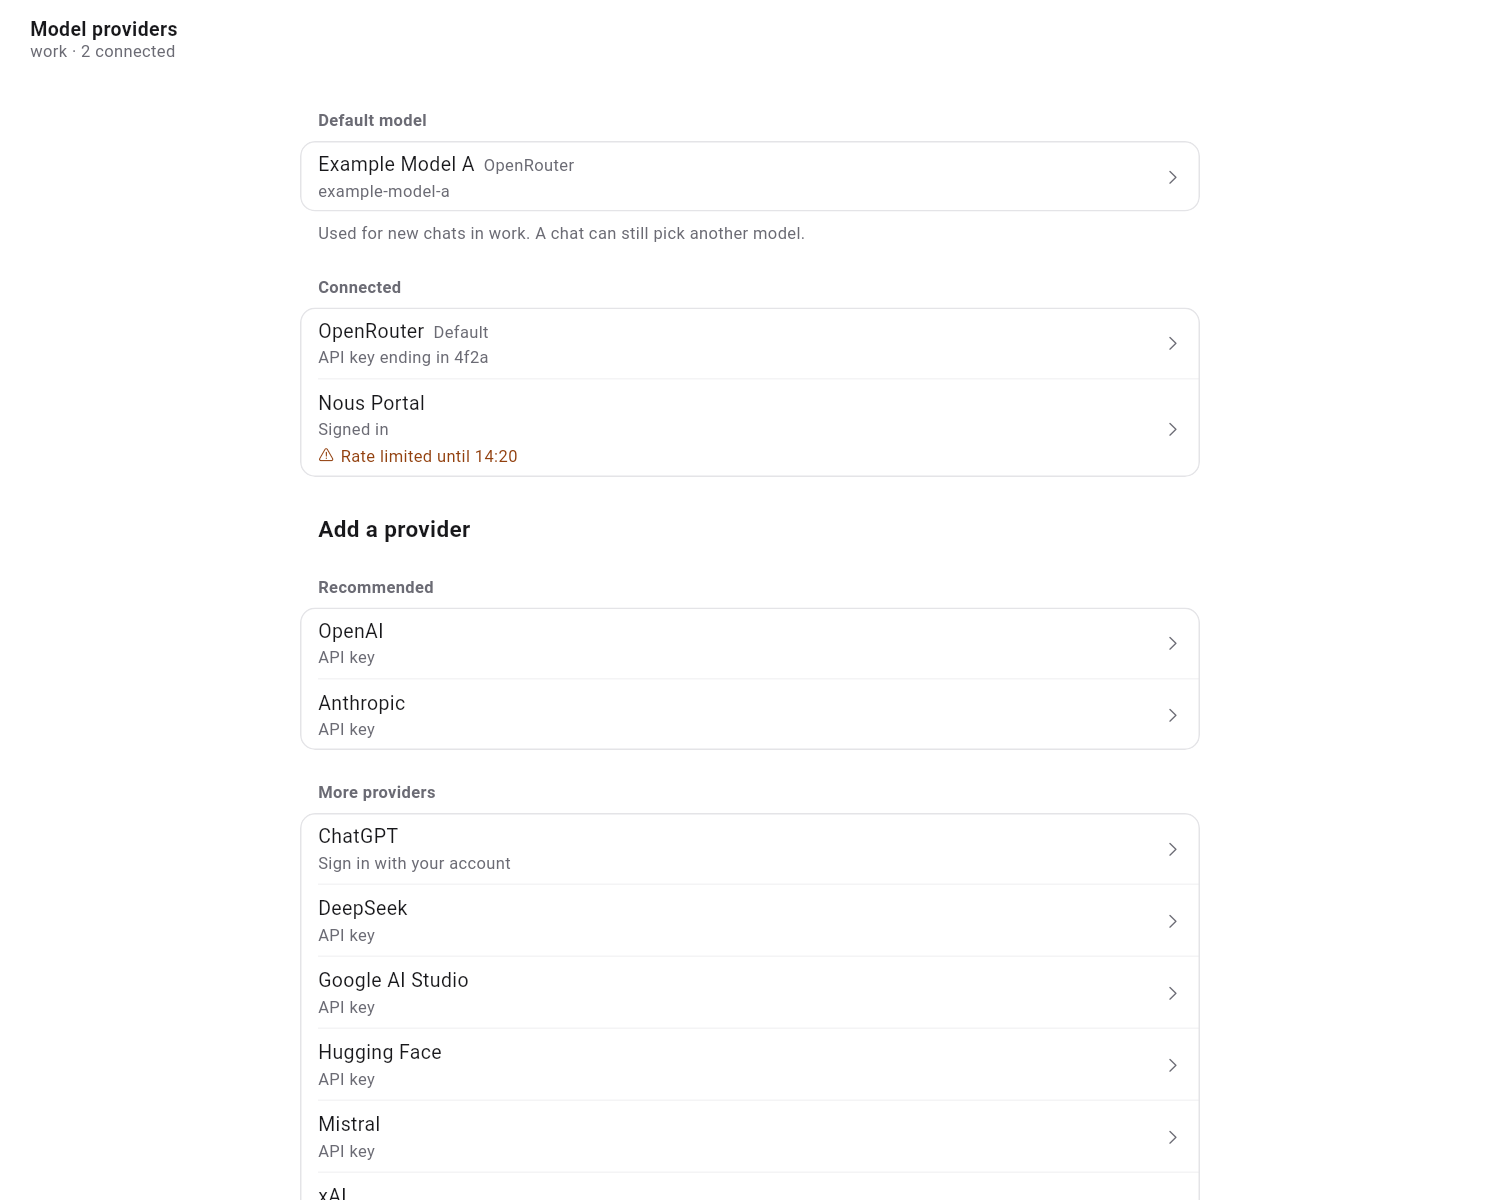 Model providers
work · 2 connected
Default model
Example Model A OpenRouter
example-model-a
Used for new chats in work. A chat can still pick another model.
Connected
OpenRouter Default
API key ending in 4f2a
Nous Portal
Signed in
Rate limited until 14:20
Add a provider
Recommended
OpenAI
API key
Anthropic
API key
More providers
ChatGPT
Sign in with your account
DeepSeek
API key
Google AI Studio
API key
Hugging Face
API key
Mistral
API key
xAI